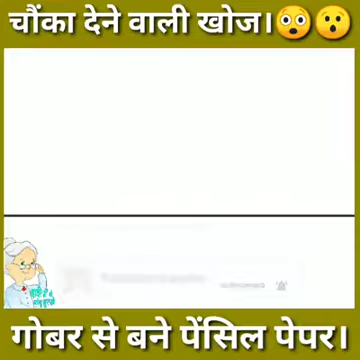 चौंका देने वाली खोज।😳😯
गोबर से बने पेंसिल पेपर।